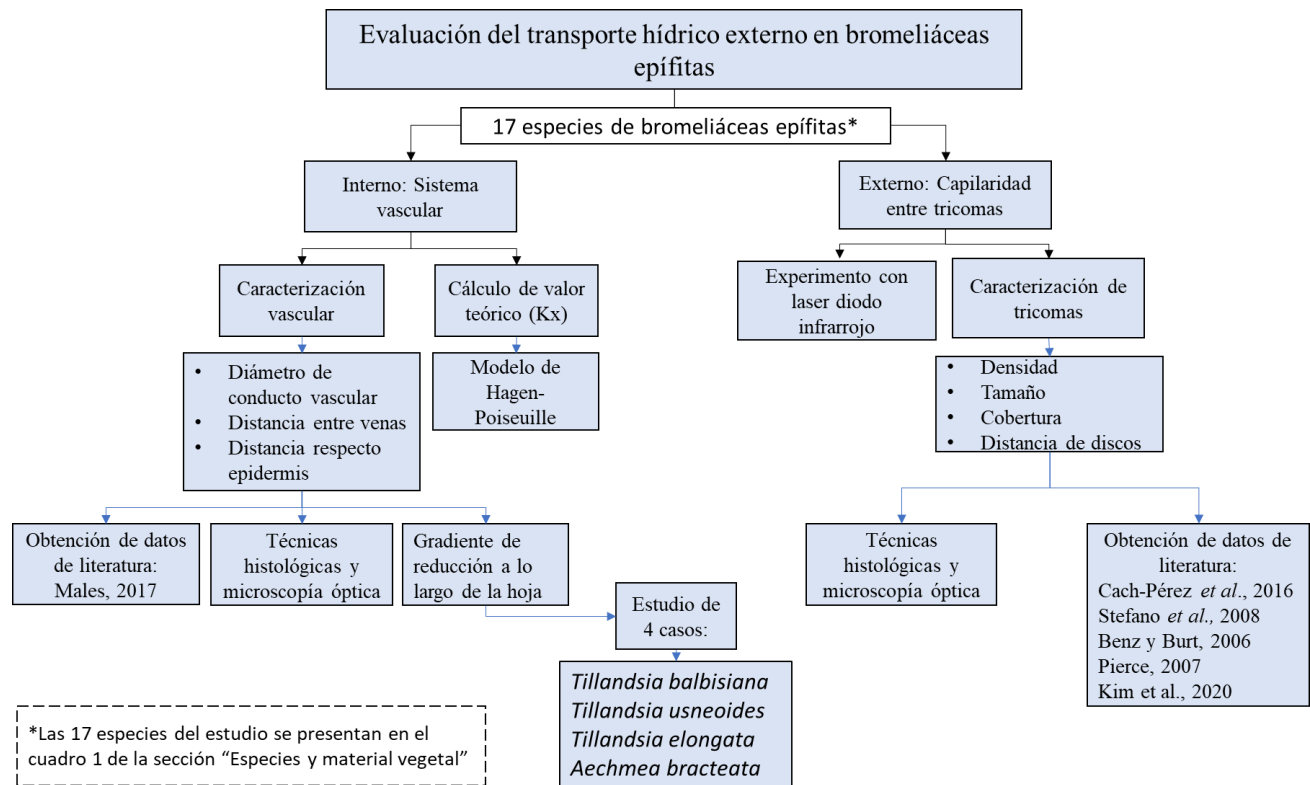 Evaluación del transporte hídrico externo en bromeliáceas
epífitas
17 especies de bromeliáceas epífitas*
Interno: Sistema
vascular
Externo: Capilaridad
entre tricomas
Caracterización
vascular
Cálculo de valor
teórico (Kx)
Experimento con
laser diodo
infrarrojo
Caracterización de
tricomas
• Diámetro de
conducto vascular
• Distancia entre venas
• Distancia respecto
epidermis
Modelo de
Hagen-
Poiseuille
• Densidad
• Tamaño
• Cobertura
• Distancia de discos
Obtención de datos
de literatura:
Males, 2017
Técnicas
histológicas y
microscopía óptica
Gradiente de
reducción a lo
largo de la hoja
Estudio de
4 casos:
Tillandsia balbisiana
Tillandsia usneoides
Tillandsia elongata
Aechmea bracteata
Técnicas
histológicas y
microscopía óptica
Obtención de datos de
literatura:
Cach-Pérez et al., 2016
Stefano et al., 2008
Benz y Burt, 2006
Pierce, 2007
Kim et al., 2020
*Las 17 especies del estudio se presentan en el
cuadro 1 de la sección “Especies y material vegetal”